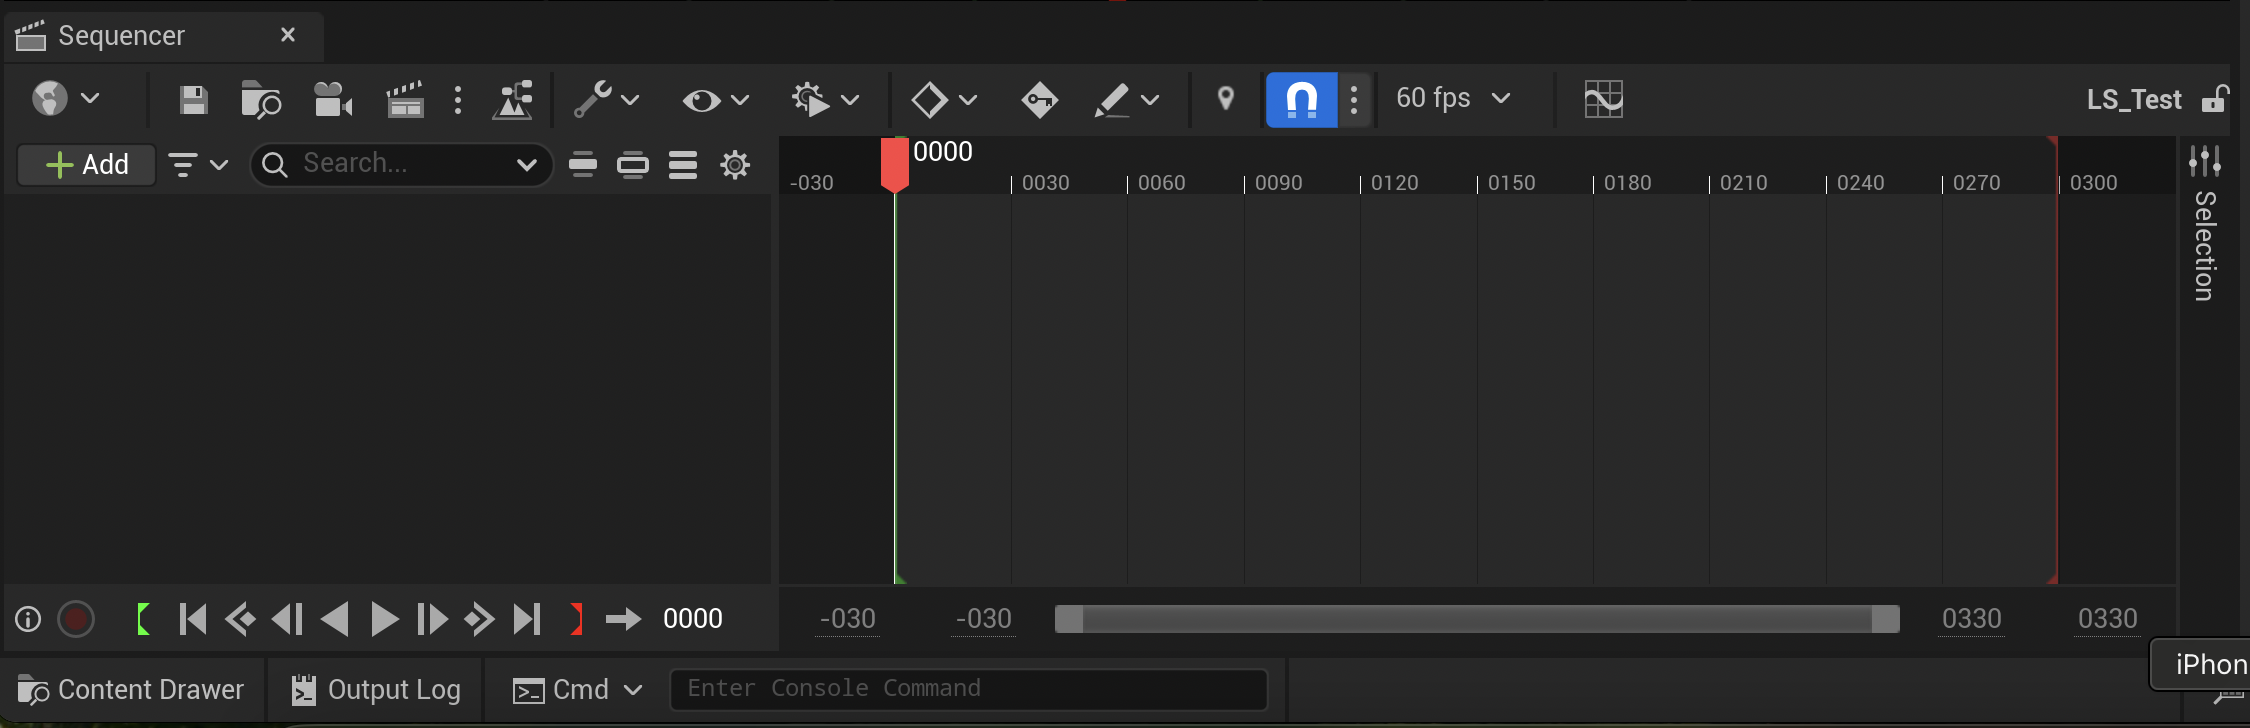 Sequencer
60 fps
LS_Test
Add
Search...
0000
-030
0030
0060
0090
0120
0150
0180
0210
0240
0270
0300
Selection
0000
-030
-030
0330
0330
iPhon
Content Drawer
Output Log
Cmd
Enter Console Command